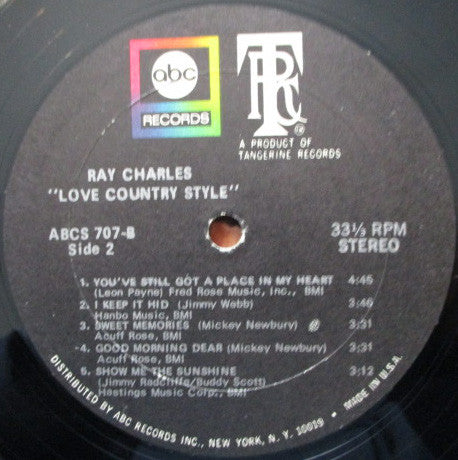 abc
RECORDS
TRC
A PRODUCT OF
TANGERINE RECORDS
RAY CHARLES
"LOVE COUNTRY STYLE"
ABCS 707-B
Side 2
33⅓ RPM
STEREO
1. YOU'VE STILL GOT A PLACE IN MY HEART 4:45
(Leon Payne) Fred Rose Music, Inc., BMI
2. I KEEP IT HID (Jimmy Webb) 3:46
Hanbo Music, BMI
3. SWEET MEMORIES (Mickey Newbury) 3:31
Acuff Rose, BMI
4. GOOD MORNING DEAR (Mickey Newbury) 3:31
Acuff Rose, BMI
5. SHOW ME THE SUNSHINE 3:12
(Jimmy Radcliffe/Buddy Scott)
Hastings Music Corp., BMI
DISTRIBUTED BY ABC RECORDS INC., NEW YORK, N. Y. 10019 • MADE IN U.S.A.